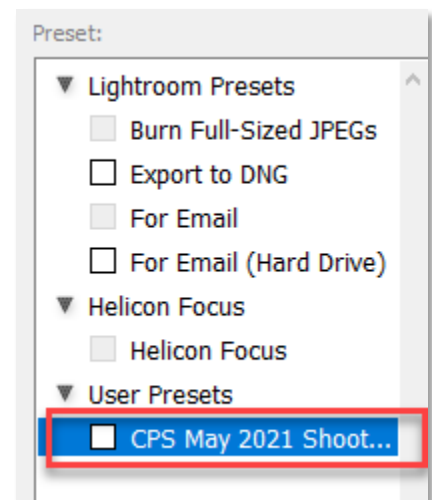 Preset:
Lightroom Presets
Burn Full-Sized JPEGs
Export to DNG
For Email
For Email (Hard Drive)
Helicon Focus
Helicon Focus
User Presets
CPS May 2021 Shoot...